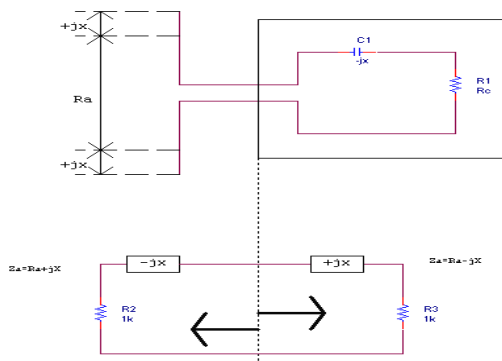 +jx
C1
-jx
R1
Rc
Ra
+jx
Za=Ra+jX
-jx
+jx
Za=Ra-jX
R2
1k
R3
1k